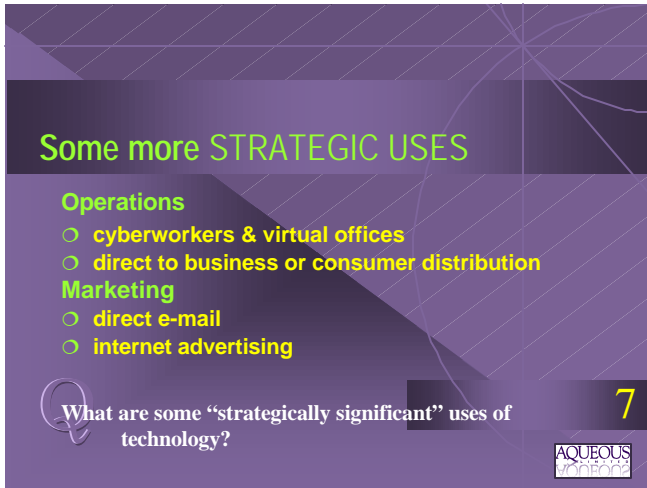 Some more STRATEGIC USES
Operations
cyberworkers & virtual offices
direct to business or consumer distribution
Marketing
direct e-mail
internet advertising
Q
What are some “strategically significant” uses of
technology?
7
AQUEOUS
LIMITED